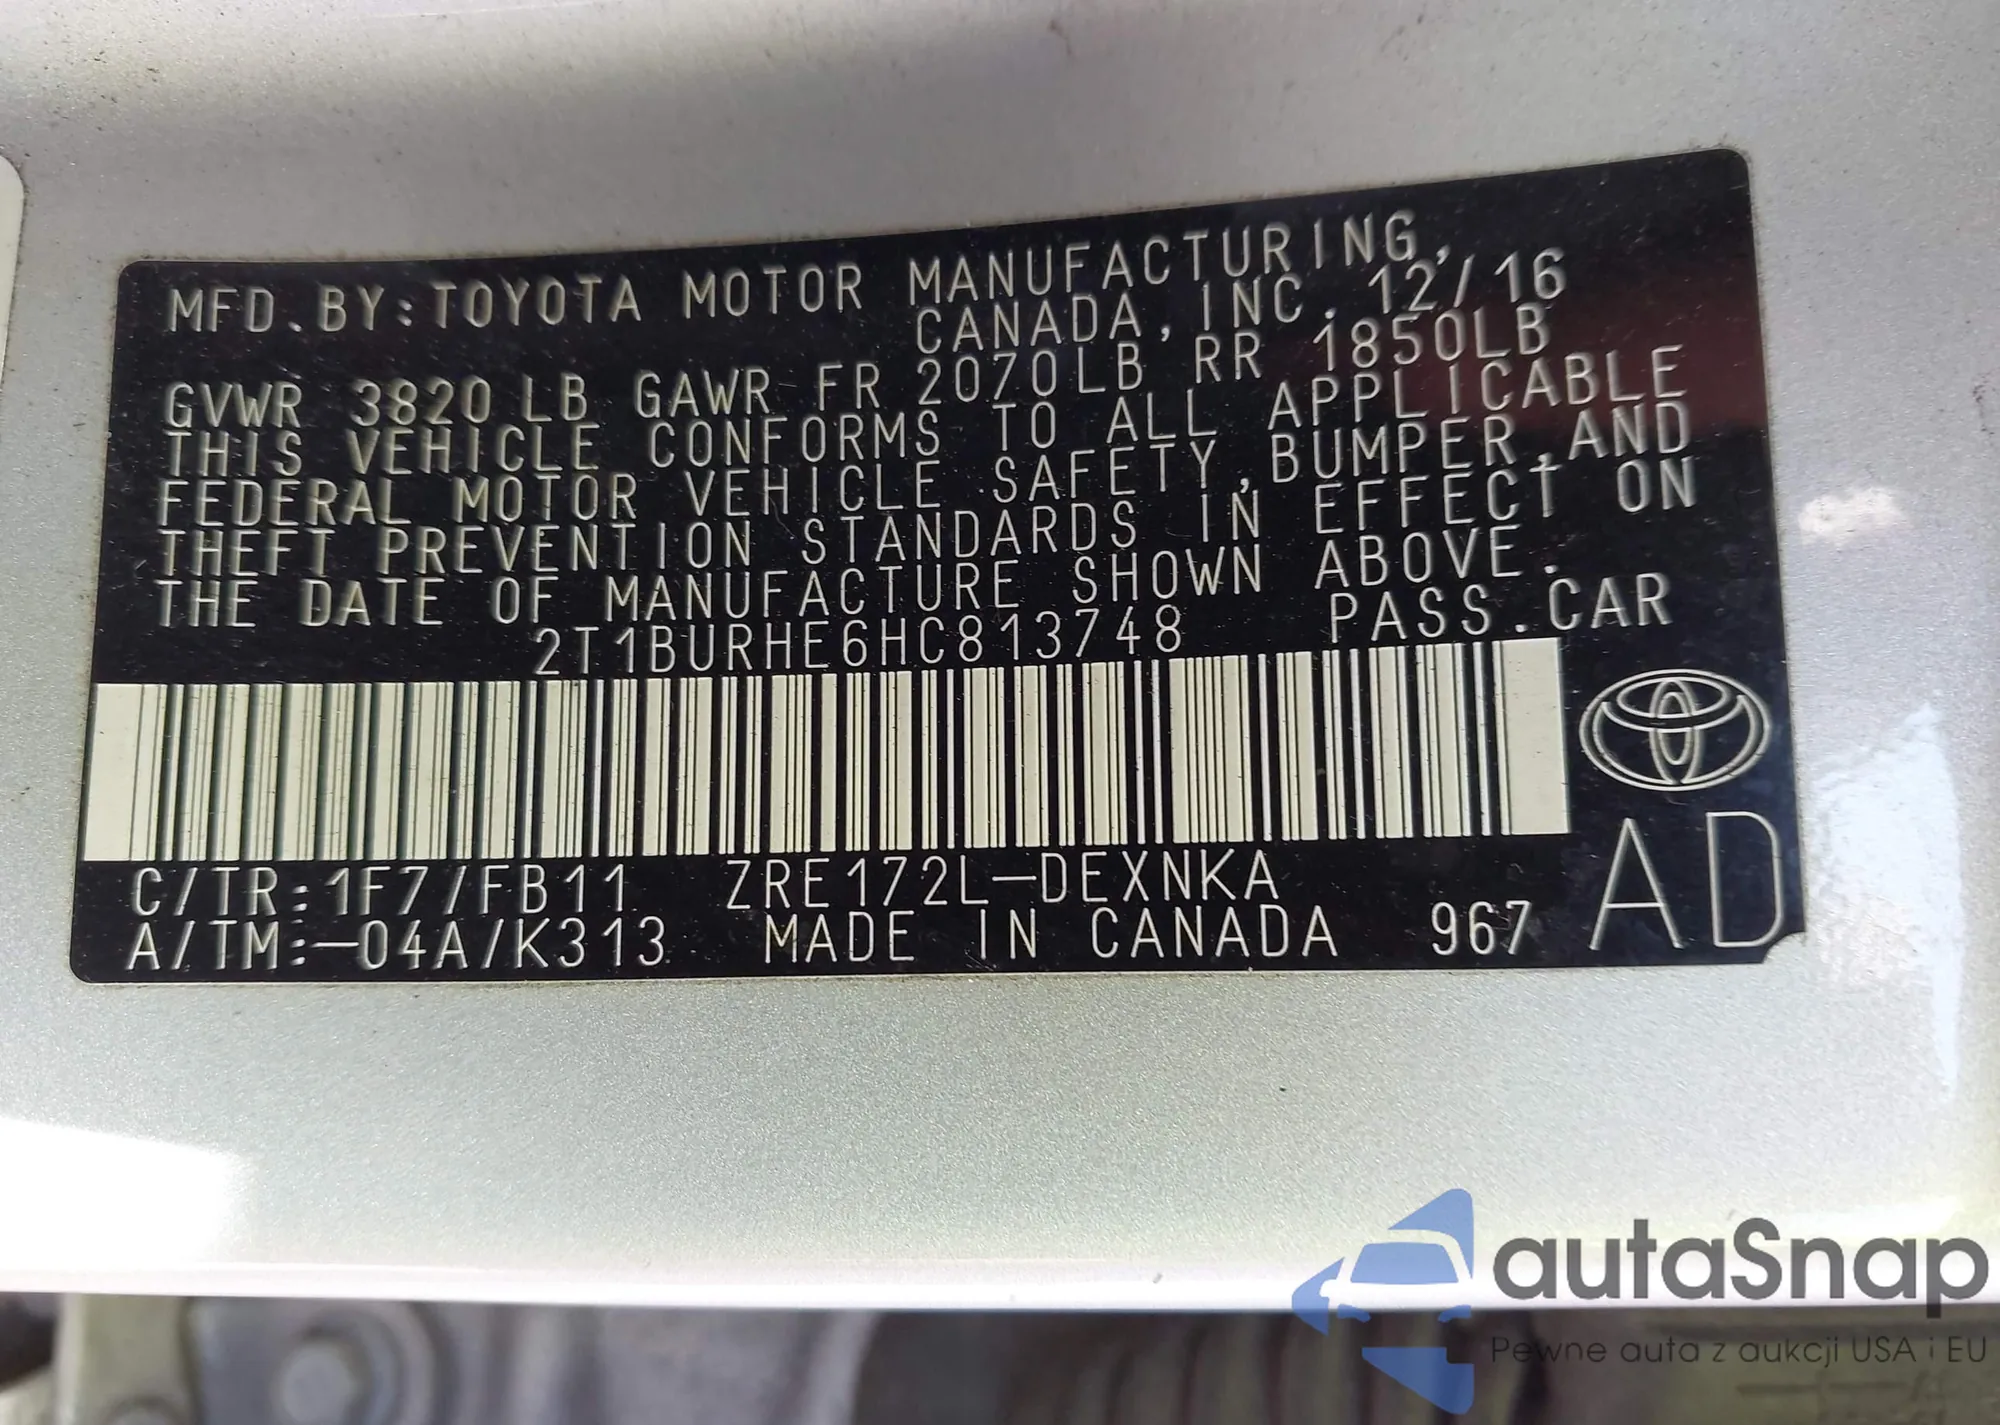 MFD.BY:TOYOTA MOTOR MANUFACTURING,
CANADA, INC. 12/16
GVWR 3820LB GAWR FR 2070LB RR 1850LB
THIS VEHICLE CONFORMS TO ALL APPLICABLE
FEDERAL MOTOR VEHICLE SAFETY,BUMPER,AND
THEFT PREVENTION STANDARDS IN EFFECT ON
THE DATE OF MANUFACTURE SHOWN ABOVE.
2T1BURHE6HC813748 PASS.CAR
C/TR:1F7/FB11 ZRE172L-DEXNKA
A/TM:-04A/K313 MADE IN CANADA 967
AD
autaSnap
Pewne auta z aukcji USA i EU